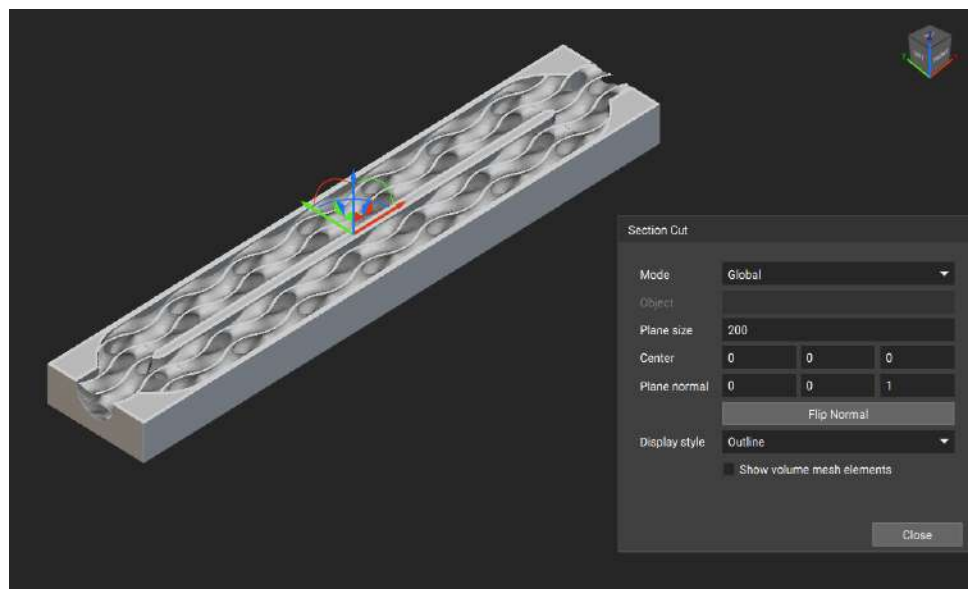 Section Cut
Mode Global
Object
Plane size 200
Center 0 0 0
Plane normal 0 0 1
Flip Normal
Display style Outline
Show volume mesh elements
Close